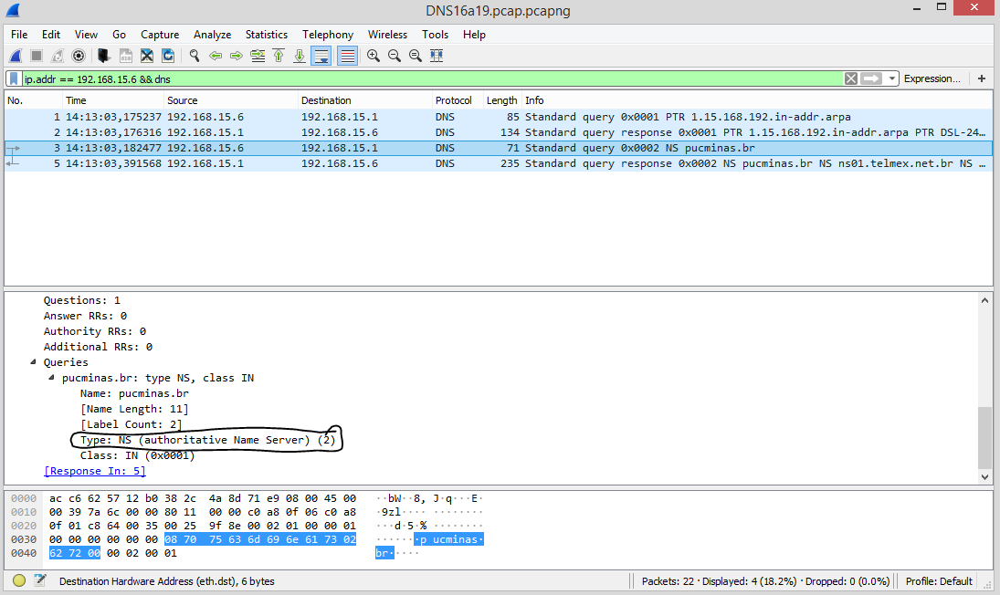 DNS16a19.pcap.pcapng
File Edit View Go Capture Analyze Statistics Telephony Wireless Tools Help
ip.addr == 192.168.15.6 && dns Expression... +
No. Time Source Destination Protocol Length Info
1 14:13:03,175237 192.168.15.6 192.168.15.1 DNS 85 Standard query 0x0001 PTR 1.15.168.192.in-addr.arpa
2 14:13:03,176316 192.168.15.1 192.168.15.6 DNS 134 Standard query response 0x0001 PTR 1.15.168.192.in-addr.arpa PTR DSL-24…
3 14:13:03,182477 192.168.15.6 192.168.15.1 DNS 71 Standard query 0x0002 NS pucminas.br
5 14:13:03,391568 192.168.15.1 192.168.15.6 DNS 235 Standard query response 0x0002 NS pucminas.br NS ns01.telmex.net.br NS …
Questions: 1
Answer RRs: 0
Authority RRs: 0
Additional RRs: 0
Queries
pucminas.br: type NS, class IN
Name: pucminas.br
[Name Length: 11]
[Label Count: 2]
Type: NS (authoritative Name Server) (2)
Class: IN (0x0001)
[Response In: 5]
0000 ac c6 62 57 12 b0 38 2c 4a 8d 71 e9 08 00 45 00 ··bW··8, J·q···E·
0010 00 39 7a 6c 00 00 80 11 00 00 c0 a8 0f 06 c0 a8 ·9zl···· ········
0020 0f 01 c8 64 00 35 00 25 9f 8e 00 02 01 00 00 01 ···d·5·% ········
0030 00 00 00 00 00 00 08 70 75 63 6d 69 6e 61 73 02 ·······p ucminas·
0040 62 72 00 00 02 00 01 br·····
Destination Hardware Address (eth.dst), 6 bytes Packets: 22 · Displayed: 4 (18.2%) · Dropped: 0 (0.0%) Profile: Default